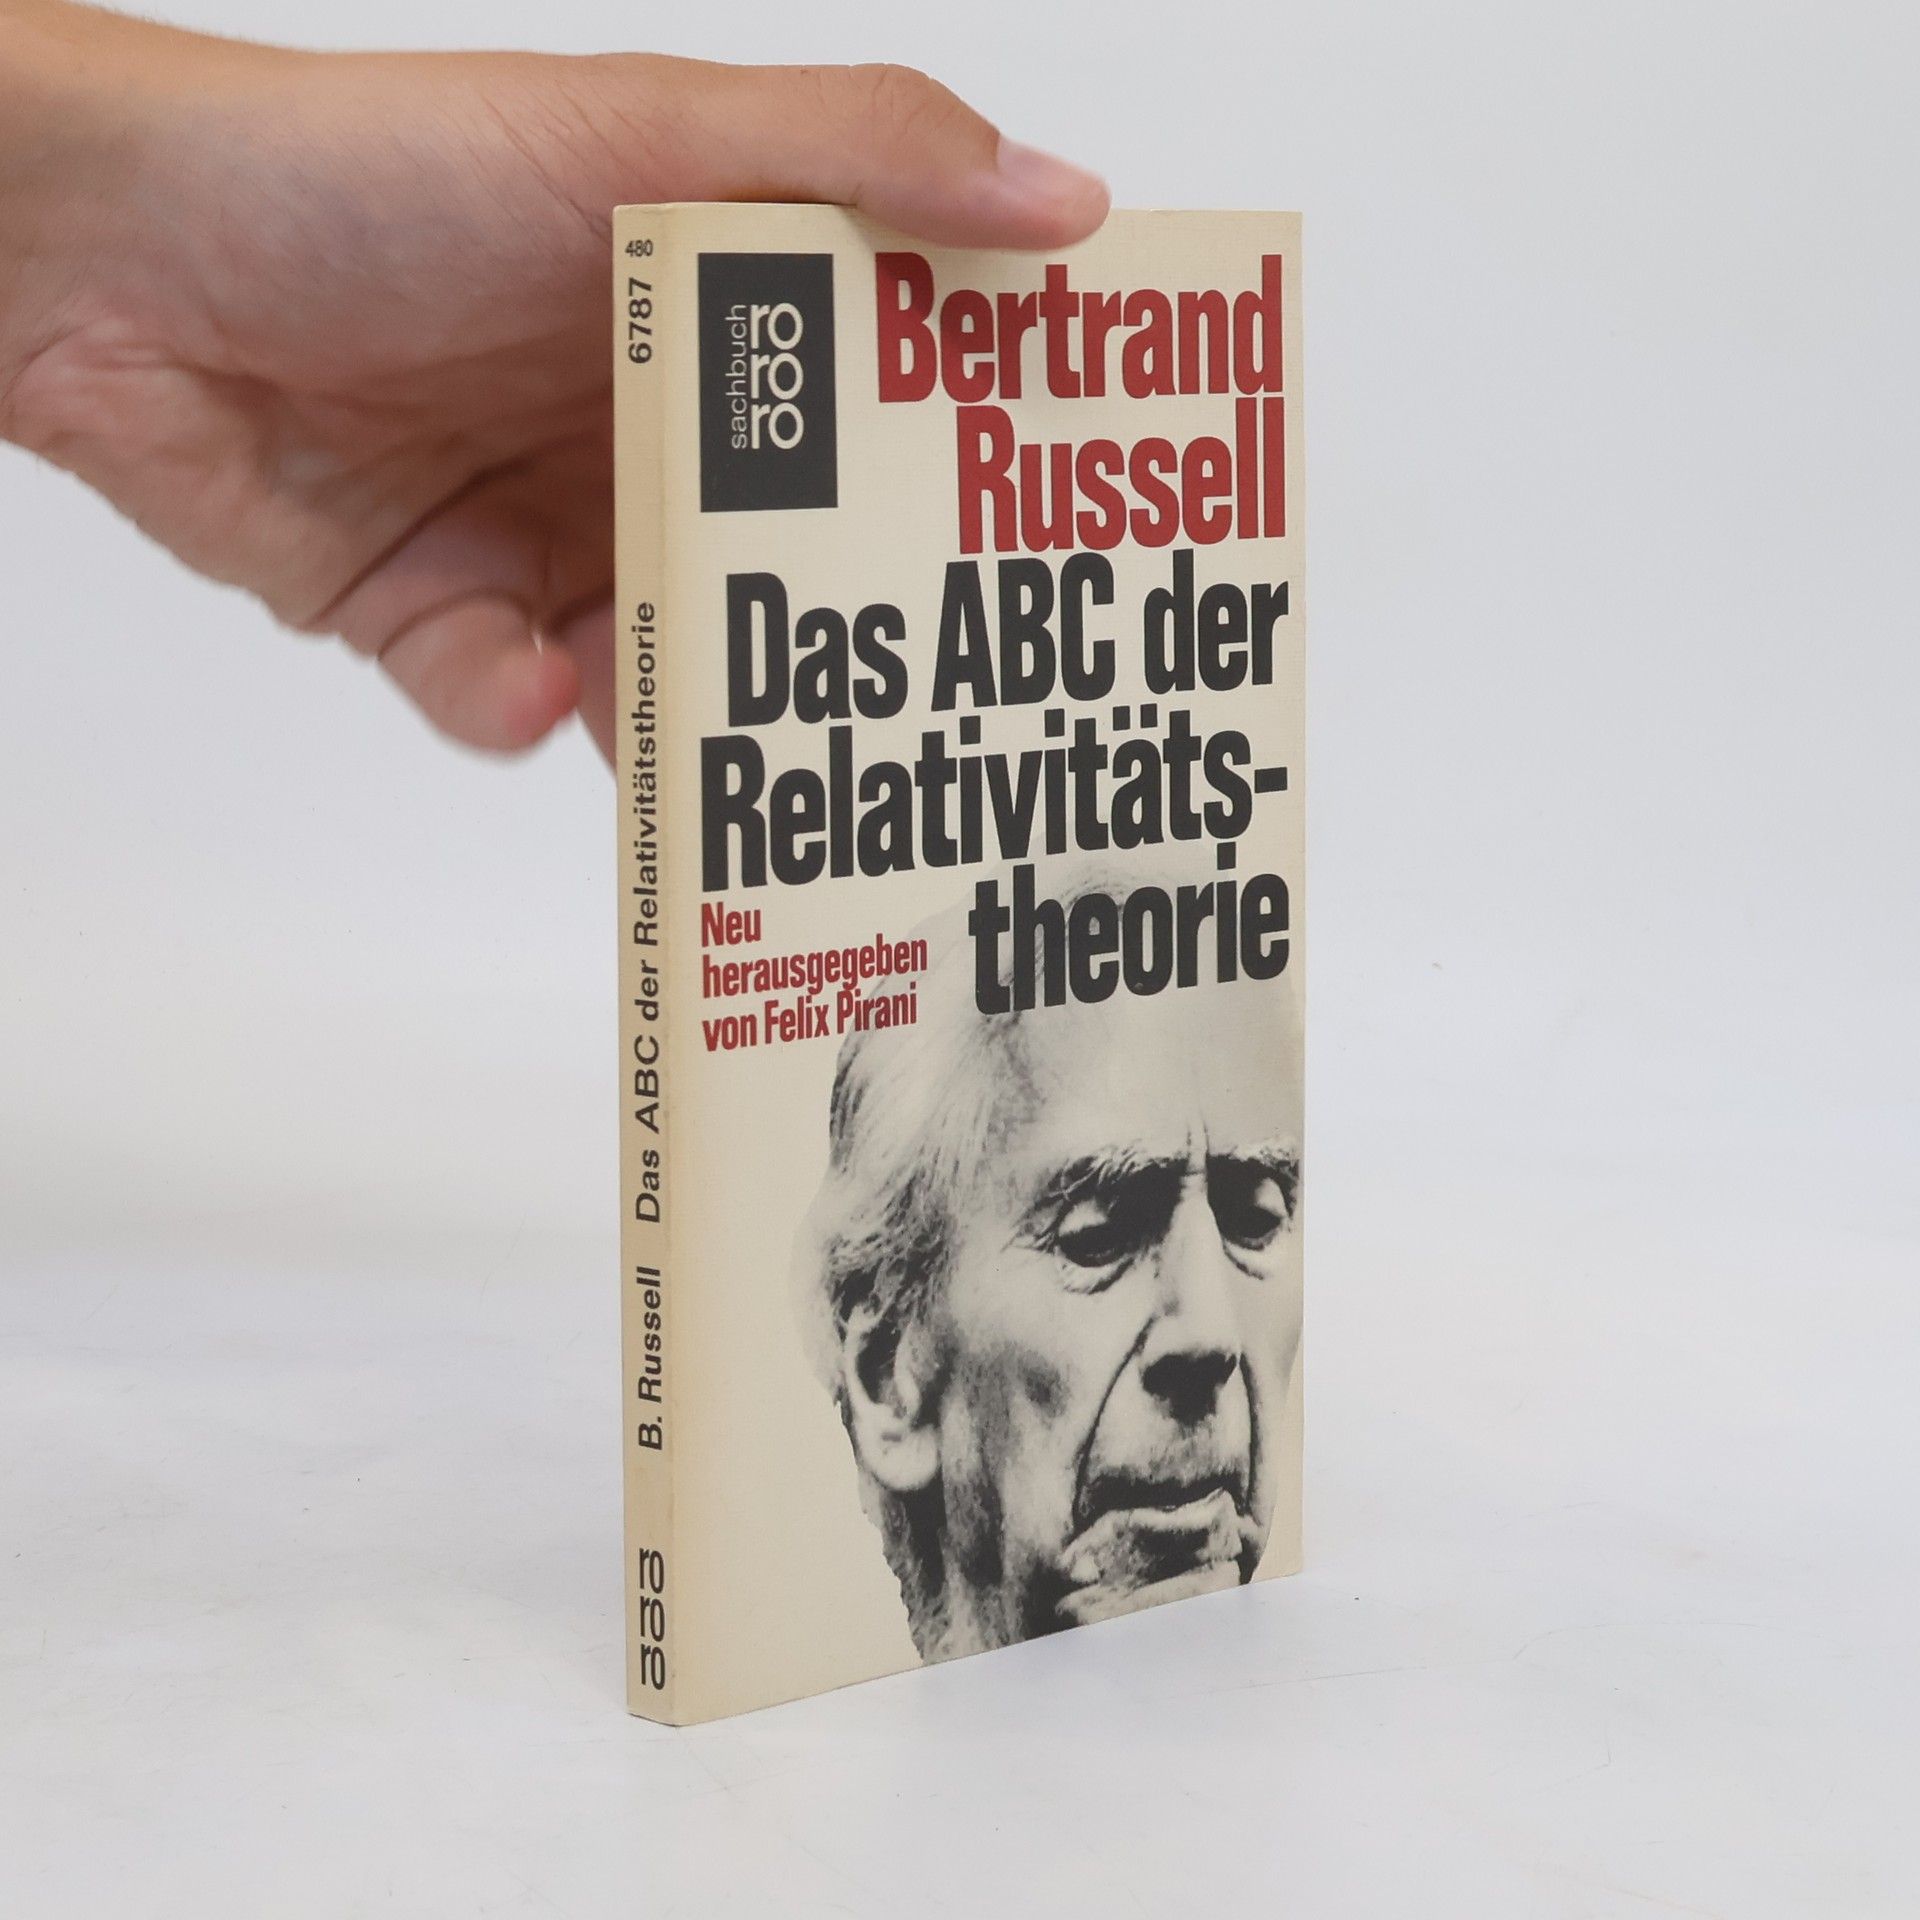 480
6787
B. Russell Das ABC der Relativitätstheorie
ro
ro
ro
sachbuch
ro
ro
ro
Bertrand
Russell
Das ABC der
Relativitäts-
theorie
Neu
herausgegeben
von Felix Pirani